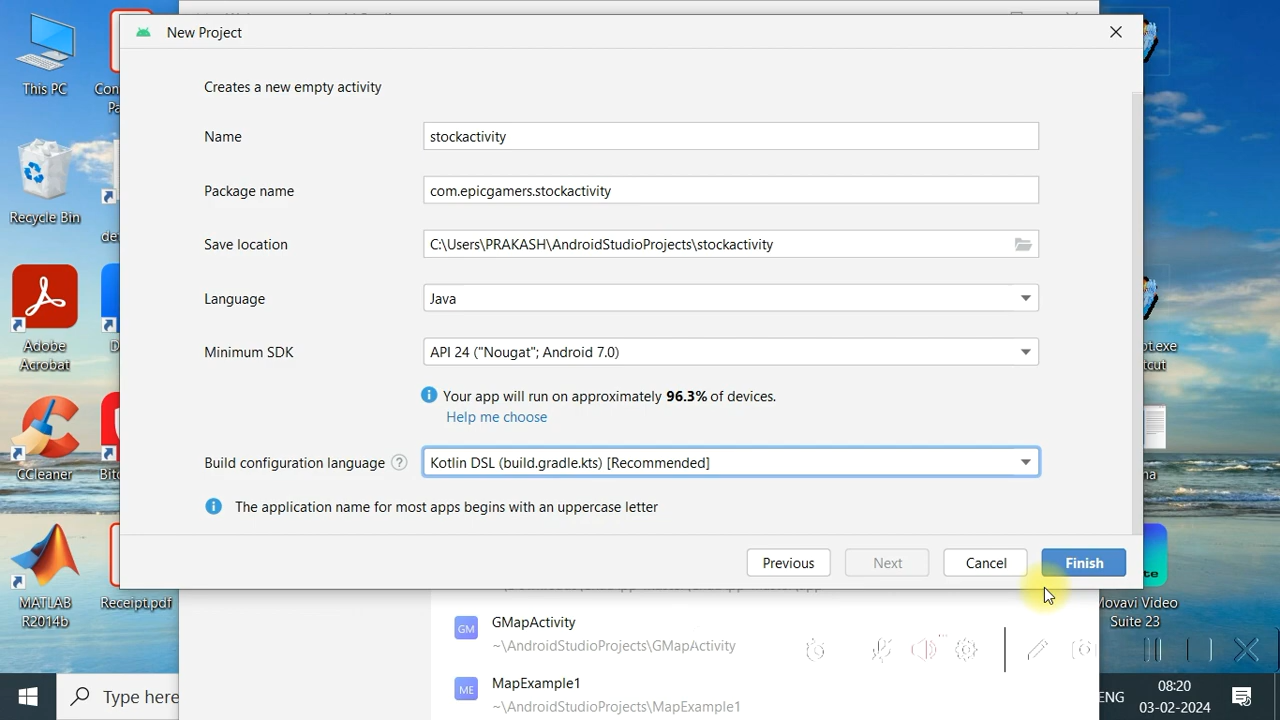 New Project
Creates a new empty activity
Name
stockactivity
Package name
com.epicgamers.stockactivity
Save location
C:\Users\PRAKASH\AndroidStudioProjects\stockactivity
Language
Java
Minimum SDK
API 24 ("Nougat"; Android 7.0)
Your app will run on approximately 96.3% of devices.
Help me choose
Build configuration language
Kotlin DSL (build.gradle.kts) [Recommended]
The application name for most apps begins with an uppercase letter
Previous
Next
Cancel
Finish
GM
GMapActivity
~\AndroidStudioProjects\GMapActivity
ME
MapExample1
~\AndroidStudioProjects\MapExample1
This PC
Recycle Bin
Adobe
Acrobat
CCleaner
MATLAB
R2014b
Receipt.pdf
Movavi Video
Suite 23
Type here
ENG
08:20
03-02-2024